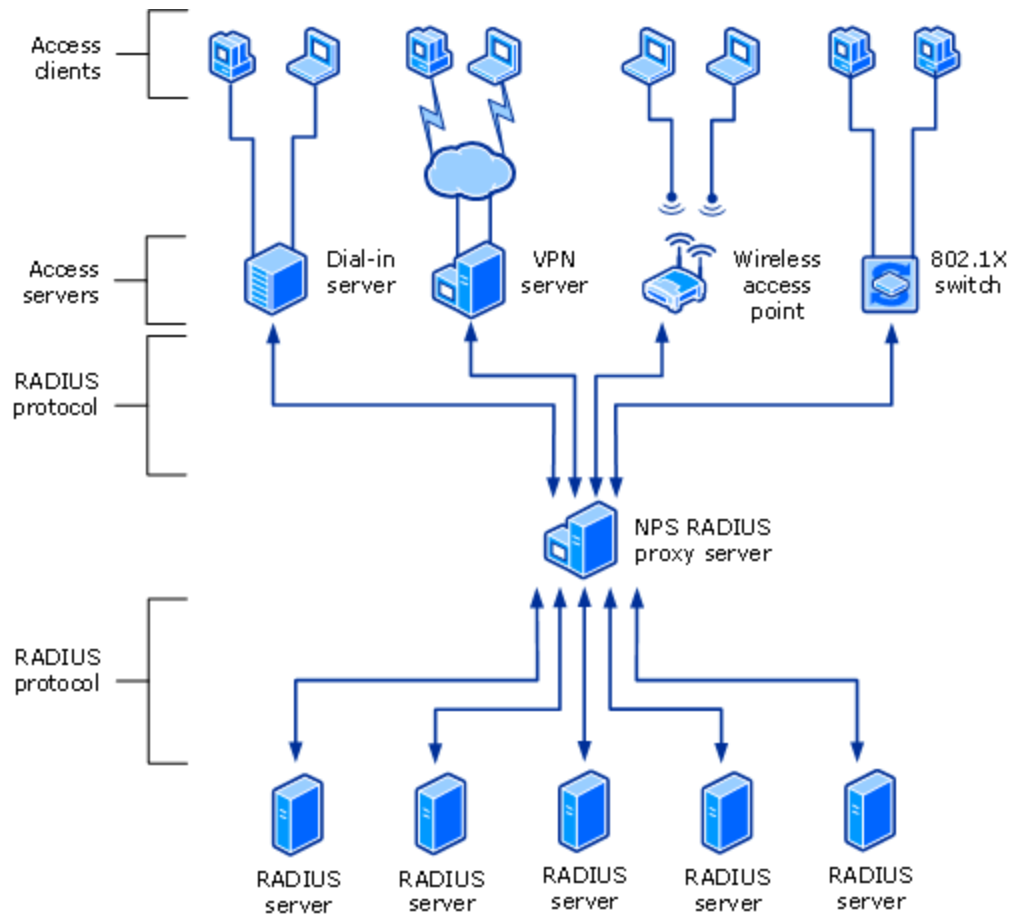 Access
clients
Access
servers
Dial-in
server
VPN
server
Wireless
access
point
802.1X
switch
RADIUS
protocol
NPS RADIUS
proxy server
RADIUS
protocol
RADIUS
server
RADIUS
server
RADIUS
server
RADIUS
server
RADIUS
server